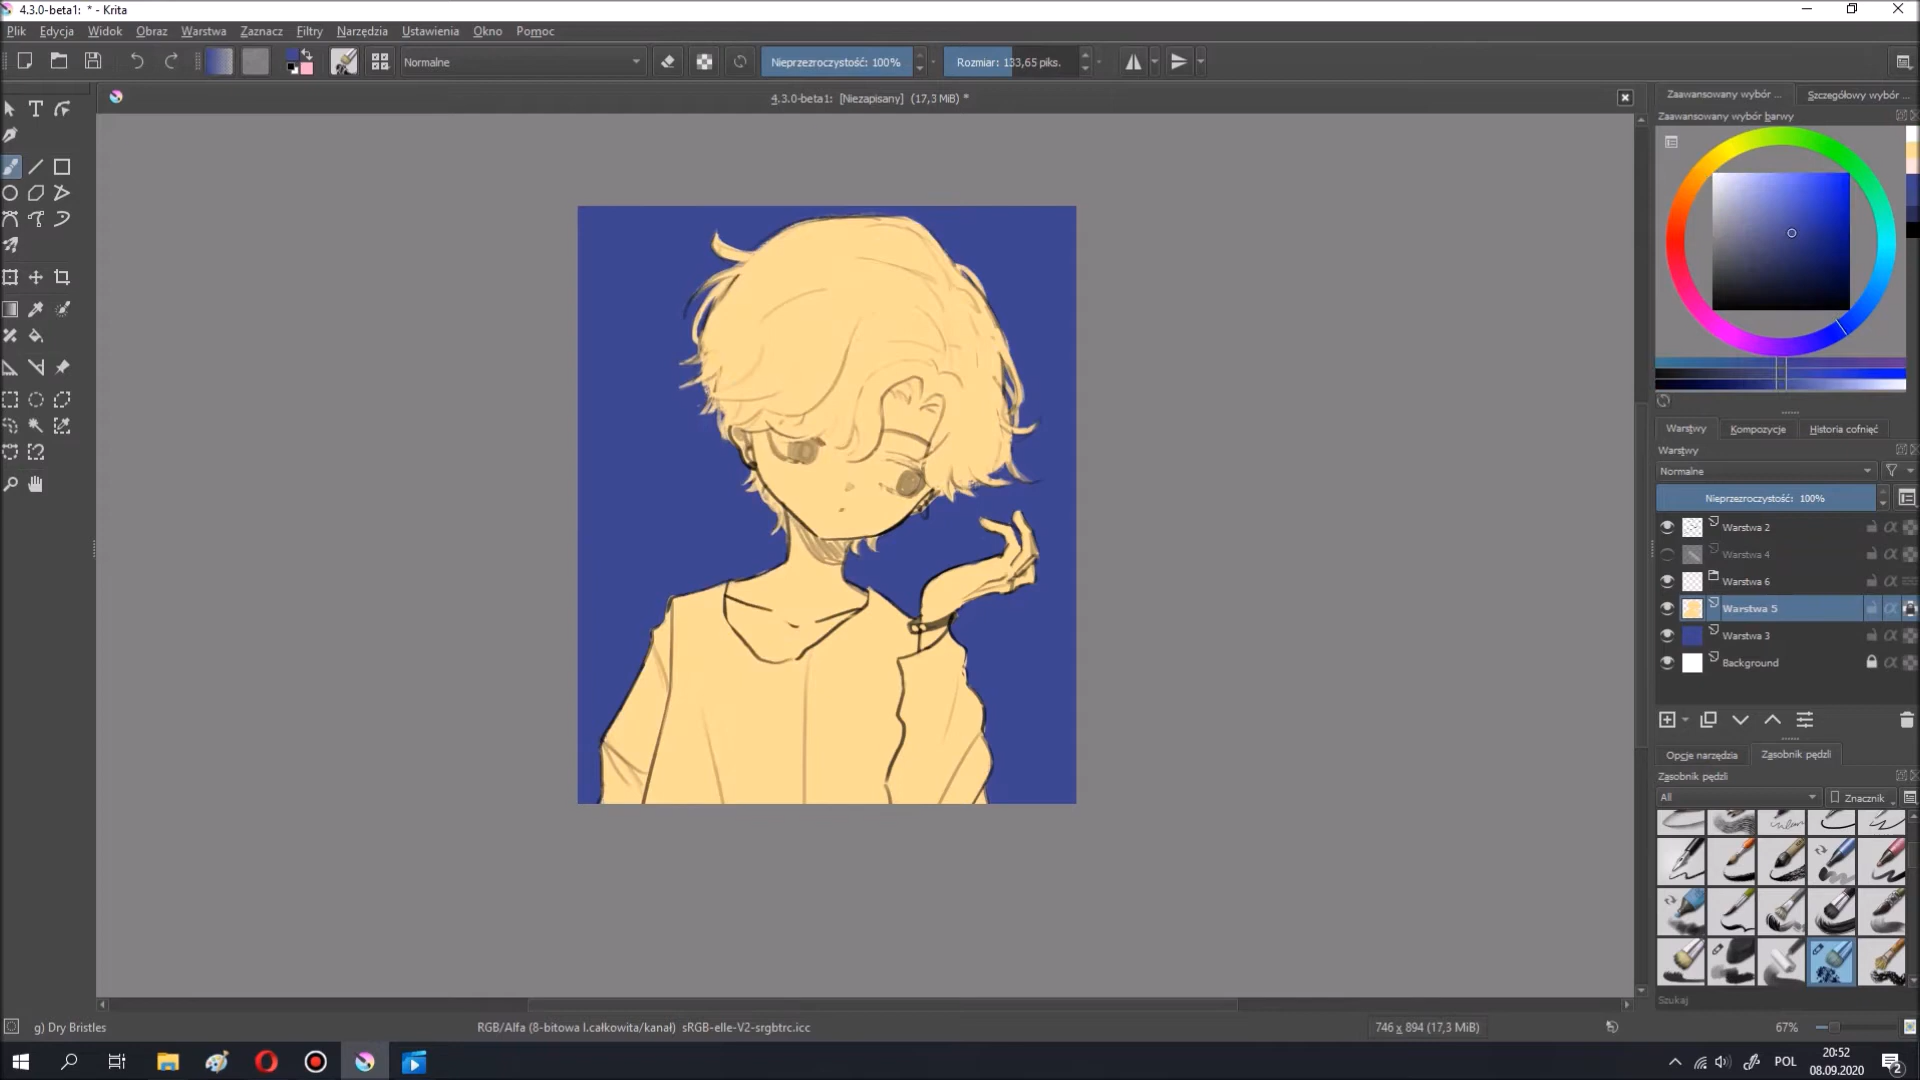 4.3.0-beta1: * - Krita
Plik Edycja Widok Obraz Warstwa Zaznacz Filtry Narzędzia Ustawienia Okno Pomoc
Normalne
Nieprzezroczystość: 100%
Rozmiar: 133,65 piks.
4.3.0-beta1: [Niezapisany] (17,3 MiB) *
Zaawansowany wybór ...
Szczegółowy wybór ...
Zaawansowany wybór barwy
Warstwy Kompozycje Historia cofnięć
Warstwy
Normalne
Nieprzezroczystość: 100%
Warstwa 2
Warstwa 4
Warstwa 6
Warstwa 5
Warstwa 3
Background
Opcje narzędzia Zasobnik pędzli
Zasobnik pędzli
All
Znacznik
Szukaj
g) Dry Bristles
RGB/Alfa (8-bitowa l.całkowita/kanał) sRGB-elle-V2-srgbtrc.icc
746 x 894 (17,3 MiB)
67%
POL
20:52
08.09.2020
2